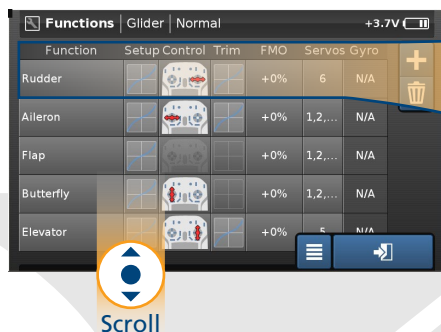 Functions | Glider | Normal +3.7V
Function Setup Control Trim FMO Servos Gyro
Rudder +0% 6 N/A
Aileron +0% 1,2,... N/A
Flap +0% 1,2,... N/A
Butterfly +0% 1,2,... N/A
Elevator +0% 5 N/A
Scroll